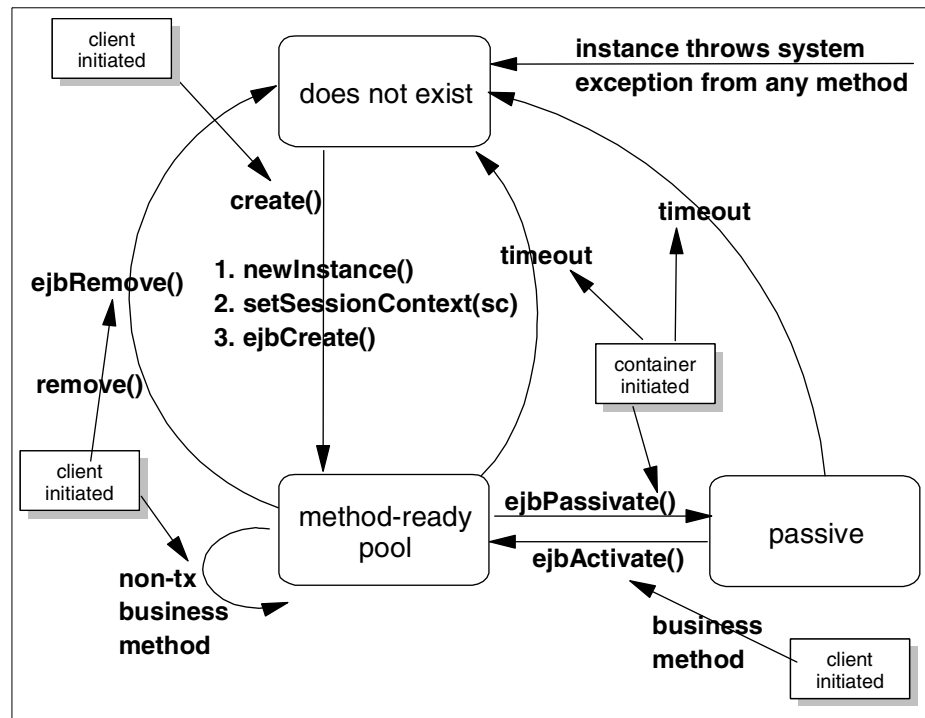 client
initiated
instance throws system
exception from any method
does not exist
create()
timeout
timeout
1. newInstance()
2. setSessionContext(sc)
3. ejbCreate()
ejbRemove()
remove()
container
initiated
client
initiated
method-ready
pool
ejbPassivate()
ejbActivate()
passive
non-tx
business
method
business
method
client
initiated